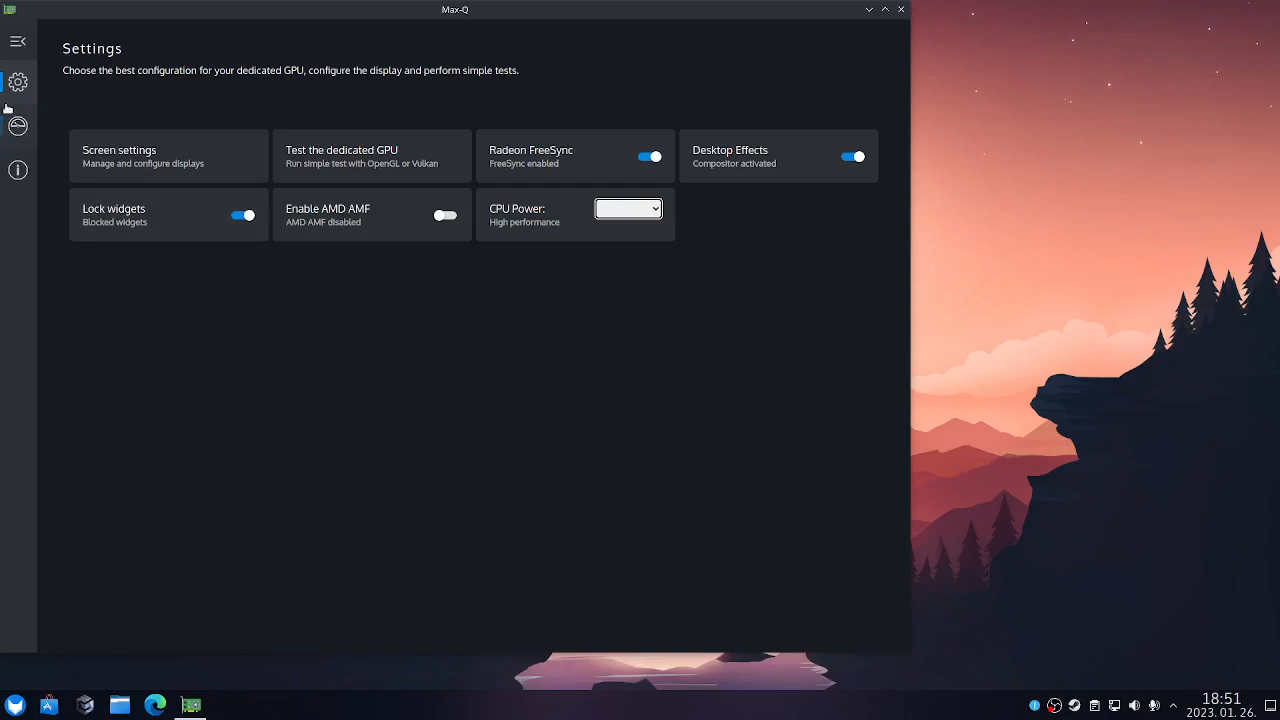 Max-Q
Settings
Choose the best configuration for your dedicated GPU, configure the display and perform simple tests.
Screen settings
Manage and configure displays
Test the dedicated GPU
Run simple test with OpenGL or Vulkan
Radeon FreeSync
FreeSync enabled
Desktop Effects
Compositor activated
Lock widgets
Blocked widgets
Enable AMD AMF
AMD AMF disabled
CPU Power:
High performance
18:51
2023. 01. 26.